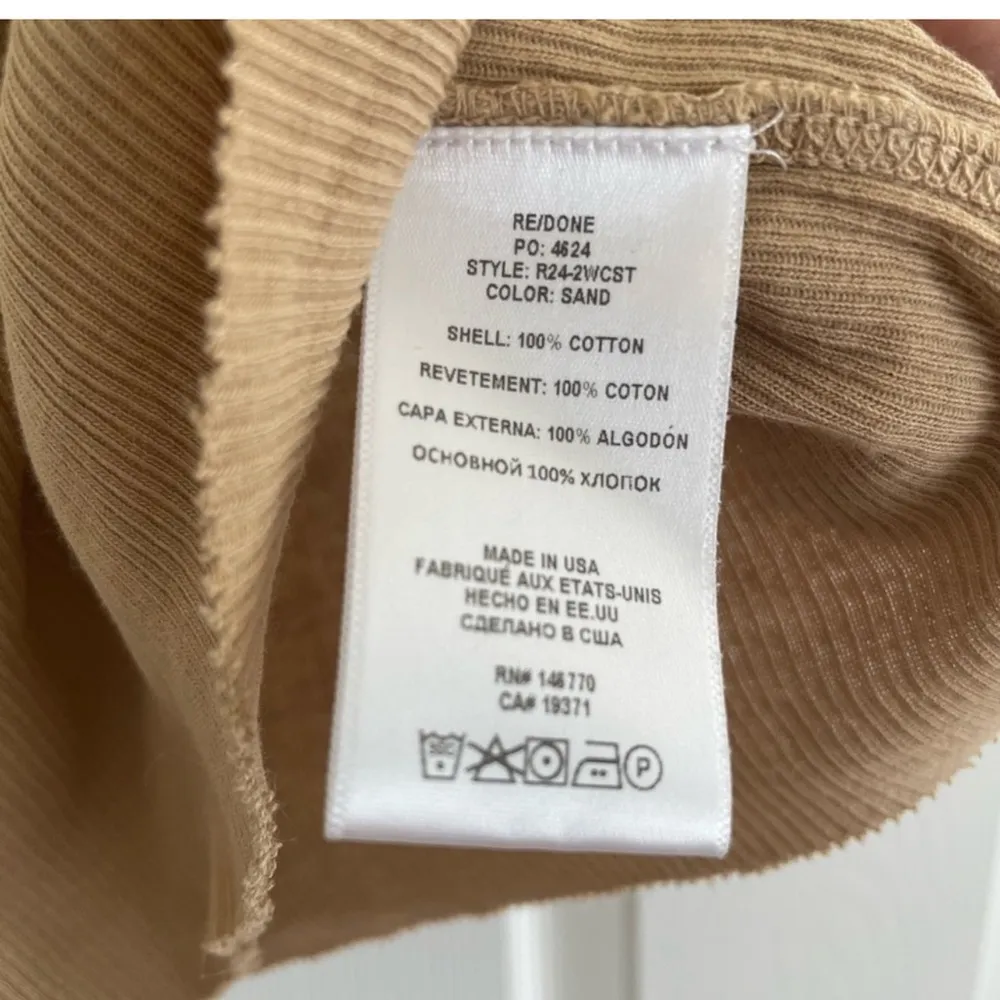 RE/DONE
PO: 4624
STYLE: R24-2WCST
COLOR: SAND
SHELL: 100% COTTON
REVETEMENT: 100% COTON
CAPA EXTERNA: 100% ALGODÓN
ОСНОВНОЙ 100% ХЛОПОК
MADE IN USA
FABRIQUÉ AUX ETATS-UNIS
HECHO EN EE.UU
СДЕЛАНО В США
RN# 146770
CA# 19371
P